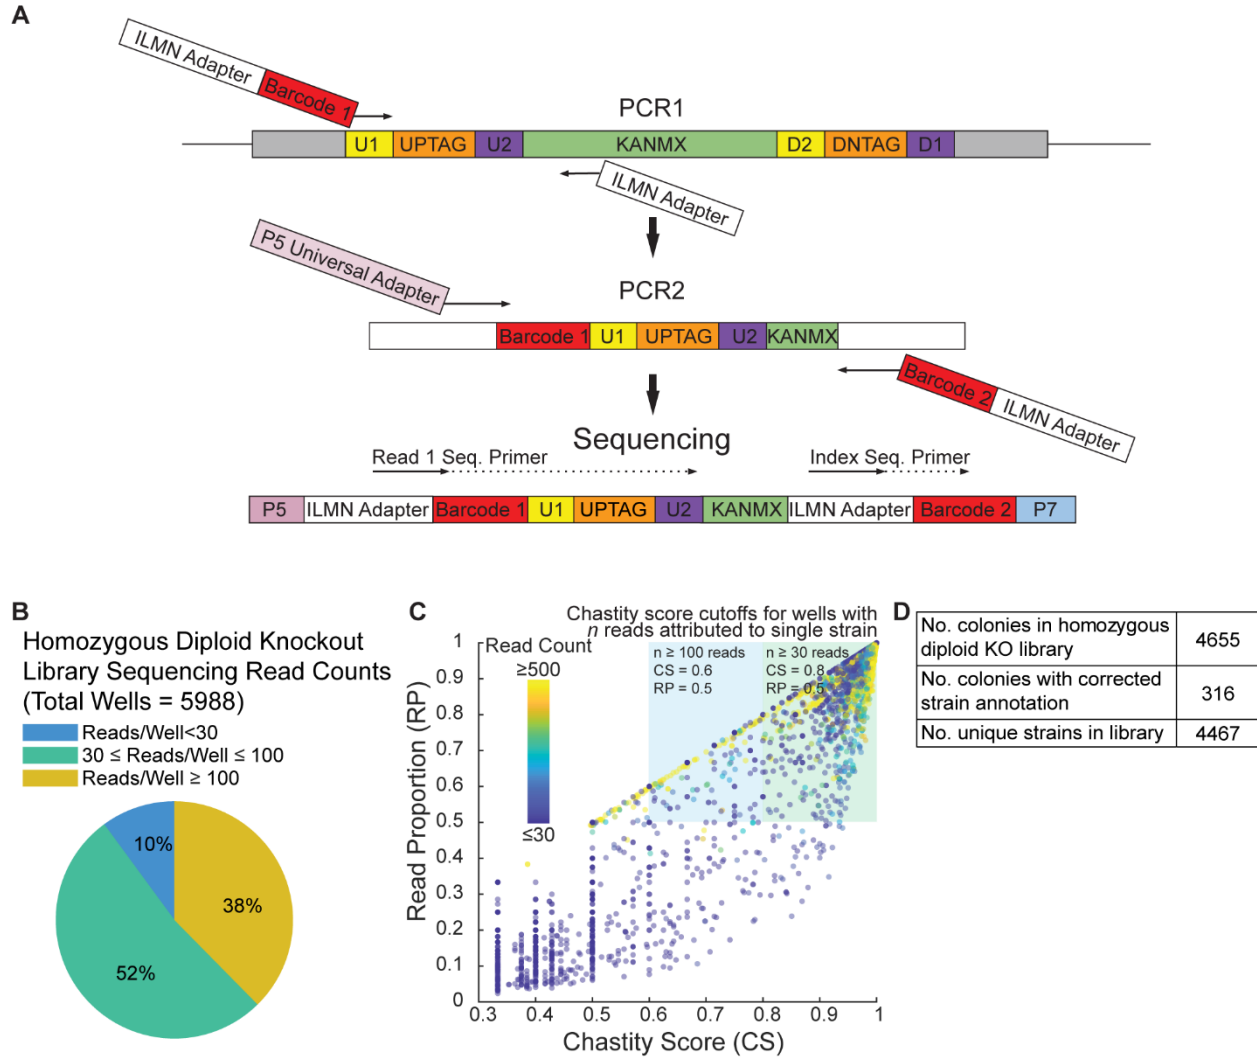 A
ILMN Adapter
Barcode 1
PCR1
U1 UPTAG U2 KANMX D2 DNTAG D1
ILMN Adapter
P5 Universal Adapter
PCR2
Barcode 1 U1 UPTAG U2 KANMX
Barcode 2 ILMN Adapter
Sequencing
Read 1 Seq. Primer
Index Seq. Primer
P5 ILMN Adapter Barcode 1 U1 UPTAG U2 KANMX ILMN Adapter Barcode 2 P7
B
Homozygous Diploid Knockout
Library Sequencing Read Counts
(Total Wells = 5988)
Reads/Well<30
30 ≤ Reads/Well ≤ 100
Reads/Well ≥ 100
10%
38%
52%
C
Chastity score cutoffs for wells with
n reads attributed to single strain
Read Count
≥500
≤30
n ≥ 100 reads
CS = 0.6
RP = 0.5
n ≥ 30 reads
CS = 0.8
RP = 0.5
Read Proportion (RP)
1
0.9
0.8
0.7
0.6
0.5
0.4
0.3
0.2
0.1
0
0.3 0.4 0.5 0.6 0.7 0.8 0.9 1
Chastity Score (CS)
D
No. colonies in homozygous
diploid KO library
4655
No. colonies with corrected
strain annotation
316
No. unique strains in library
4467